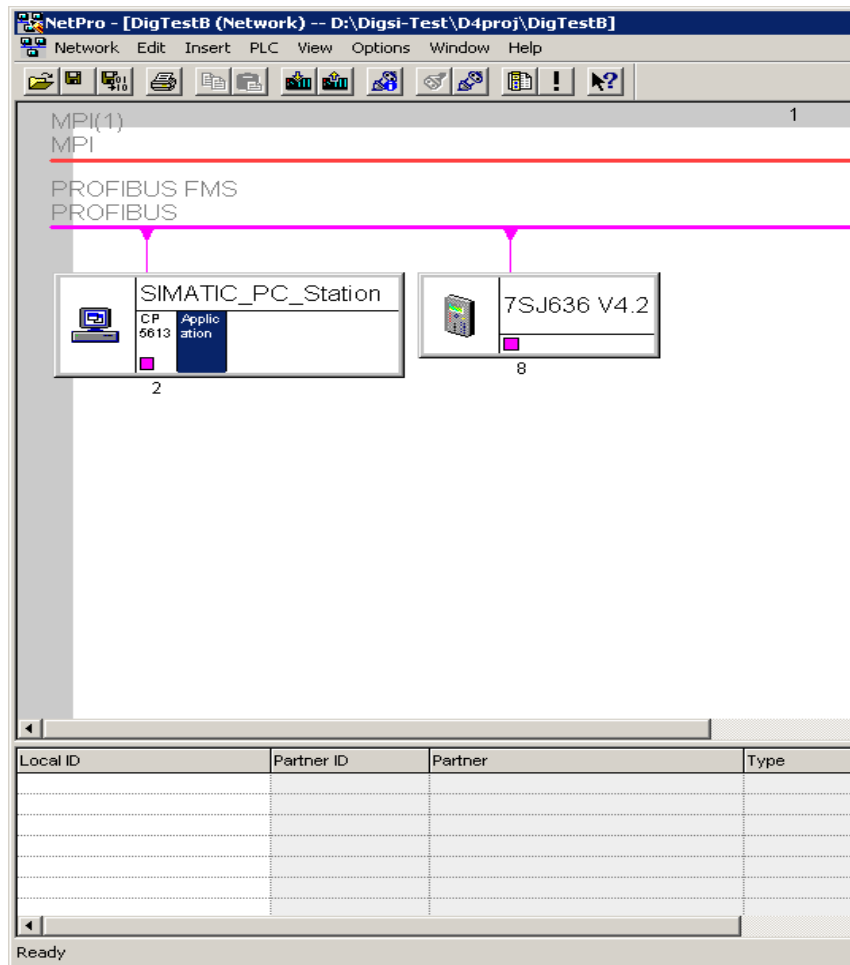 NetPro - [DigTestB (Network) -- D:\Digsi-Test\D4proj\DigTestB]
Network Edit Insert PLC View Options Window Help
1
MPI(1)
MPI
PROFIBUS FMS
PROFIBUS
SIMATIC_PC_Station
CP
5613
Applic
ation
2
7SJ636 V4.2
8
Local ID Partner ID Partner Type
Ready